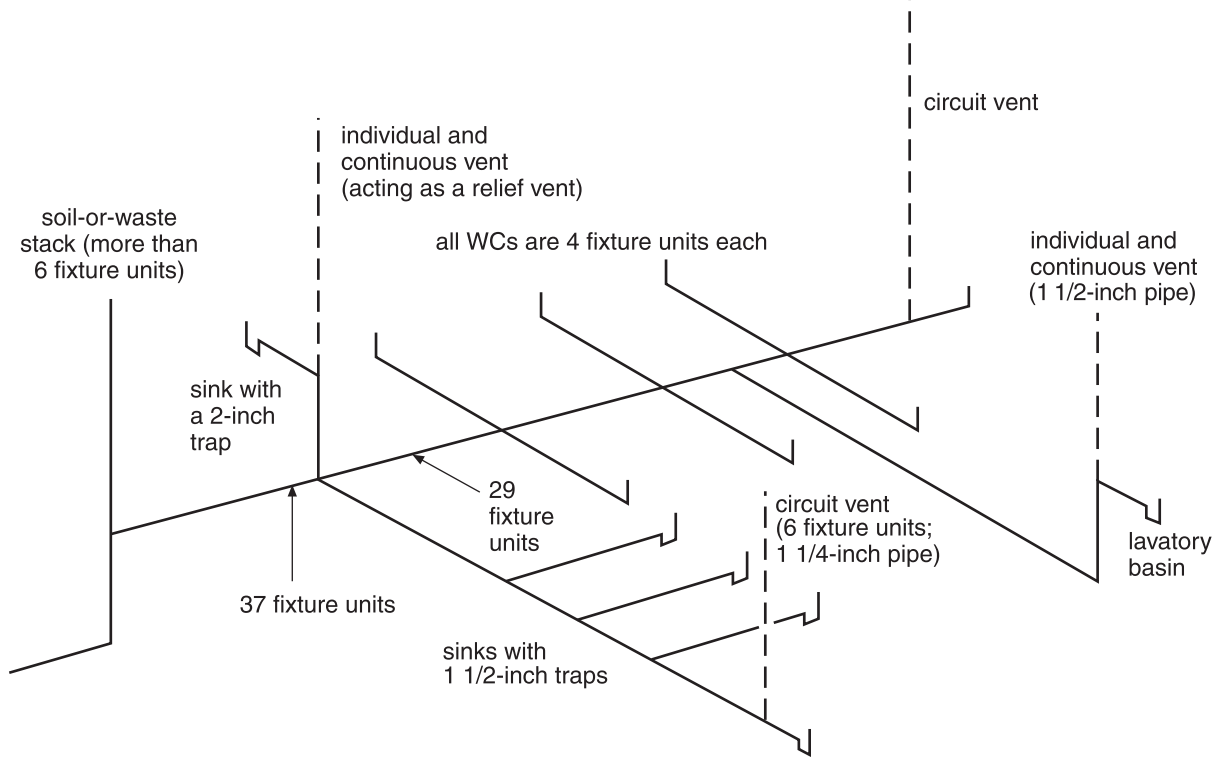 circuit vent
individual and
continuous vent
(acting as a relief vent)
soil-or-waste
stack (more than
6 fixture units)
all WCs are 4 fixture units each
individual and
continuous vent
(1 1/2-inch pipe)
sink with
a 2-inch
trap
29
fixture
units
circuit vent
(6 fixture units;
1 1/4-inch pipe)
lavatory
basin
37 fixture units
sinks with
1 1/2-inch traps